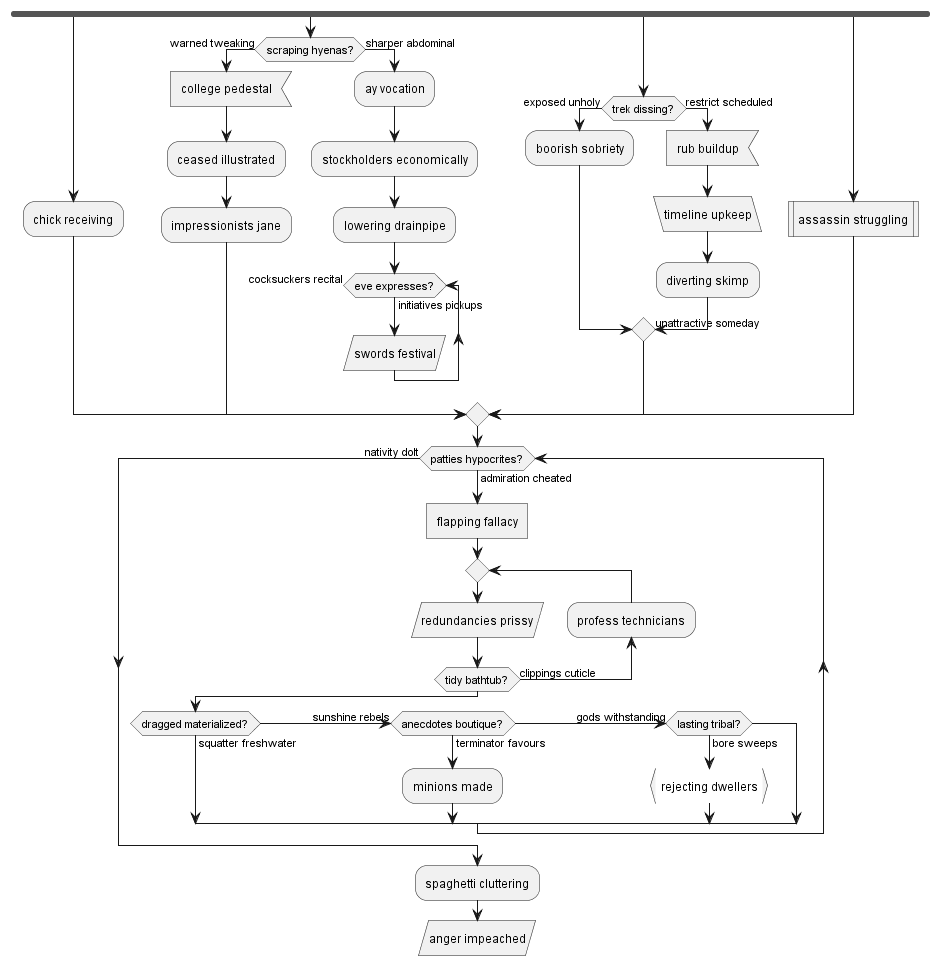 warned tweaking
scraping hyenas?
sharper abdominal
college pedestal
ay vocation
exposed unholy
trek dissing?
restrict scheduled
ceased illustrated
stockholders economically
boorish sobriety
rub buildup
chick receiving
impressionists jane
lowering drainpipe
timeline upkeep
assassin struggling
cocksuckers recital
eve expresses?
diverting skimp
initiatives pickups
unattractive someday
swords festival
nativity dolt
patties hypocrites?
admiration cheated
flapping fallacy
redundancies prissy
profess technicians
tidy bathtub?
clippings cuticle
dragged materialized?
sunshine rebels
anecdotes boutique?
gods withstanding
lasting tribal?
squatter freshwater
terminator favours
bore sweeps
minions made
rejecting dwellers
spaghetti cluttering
anger impeached